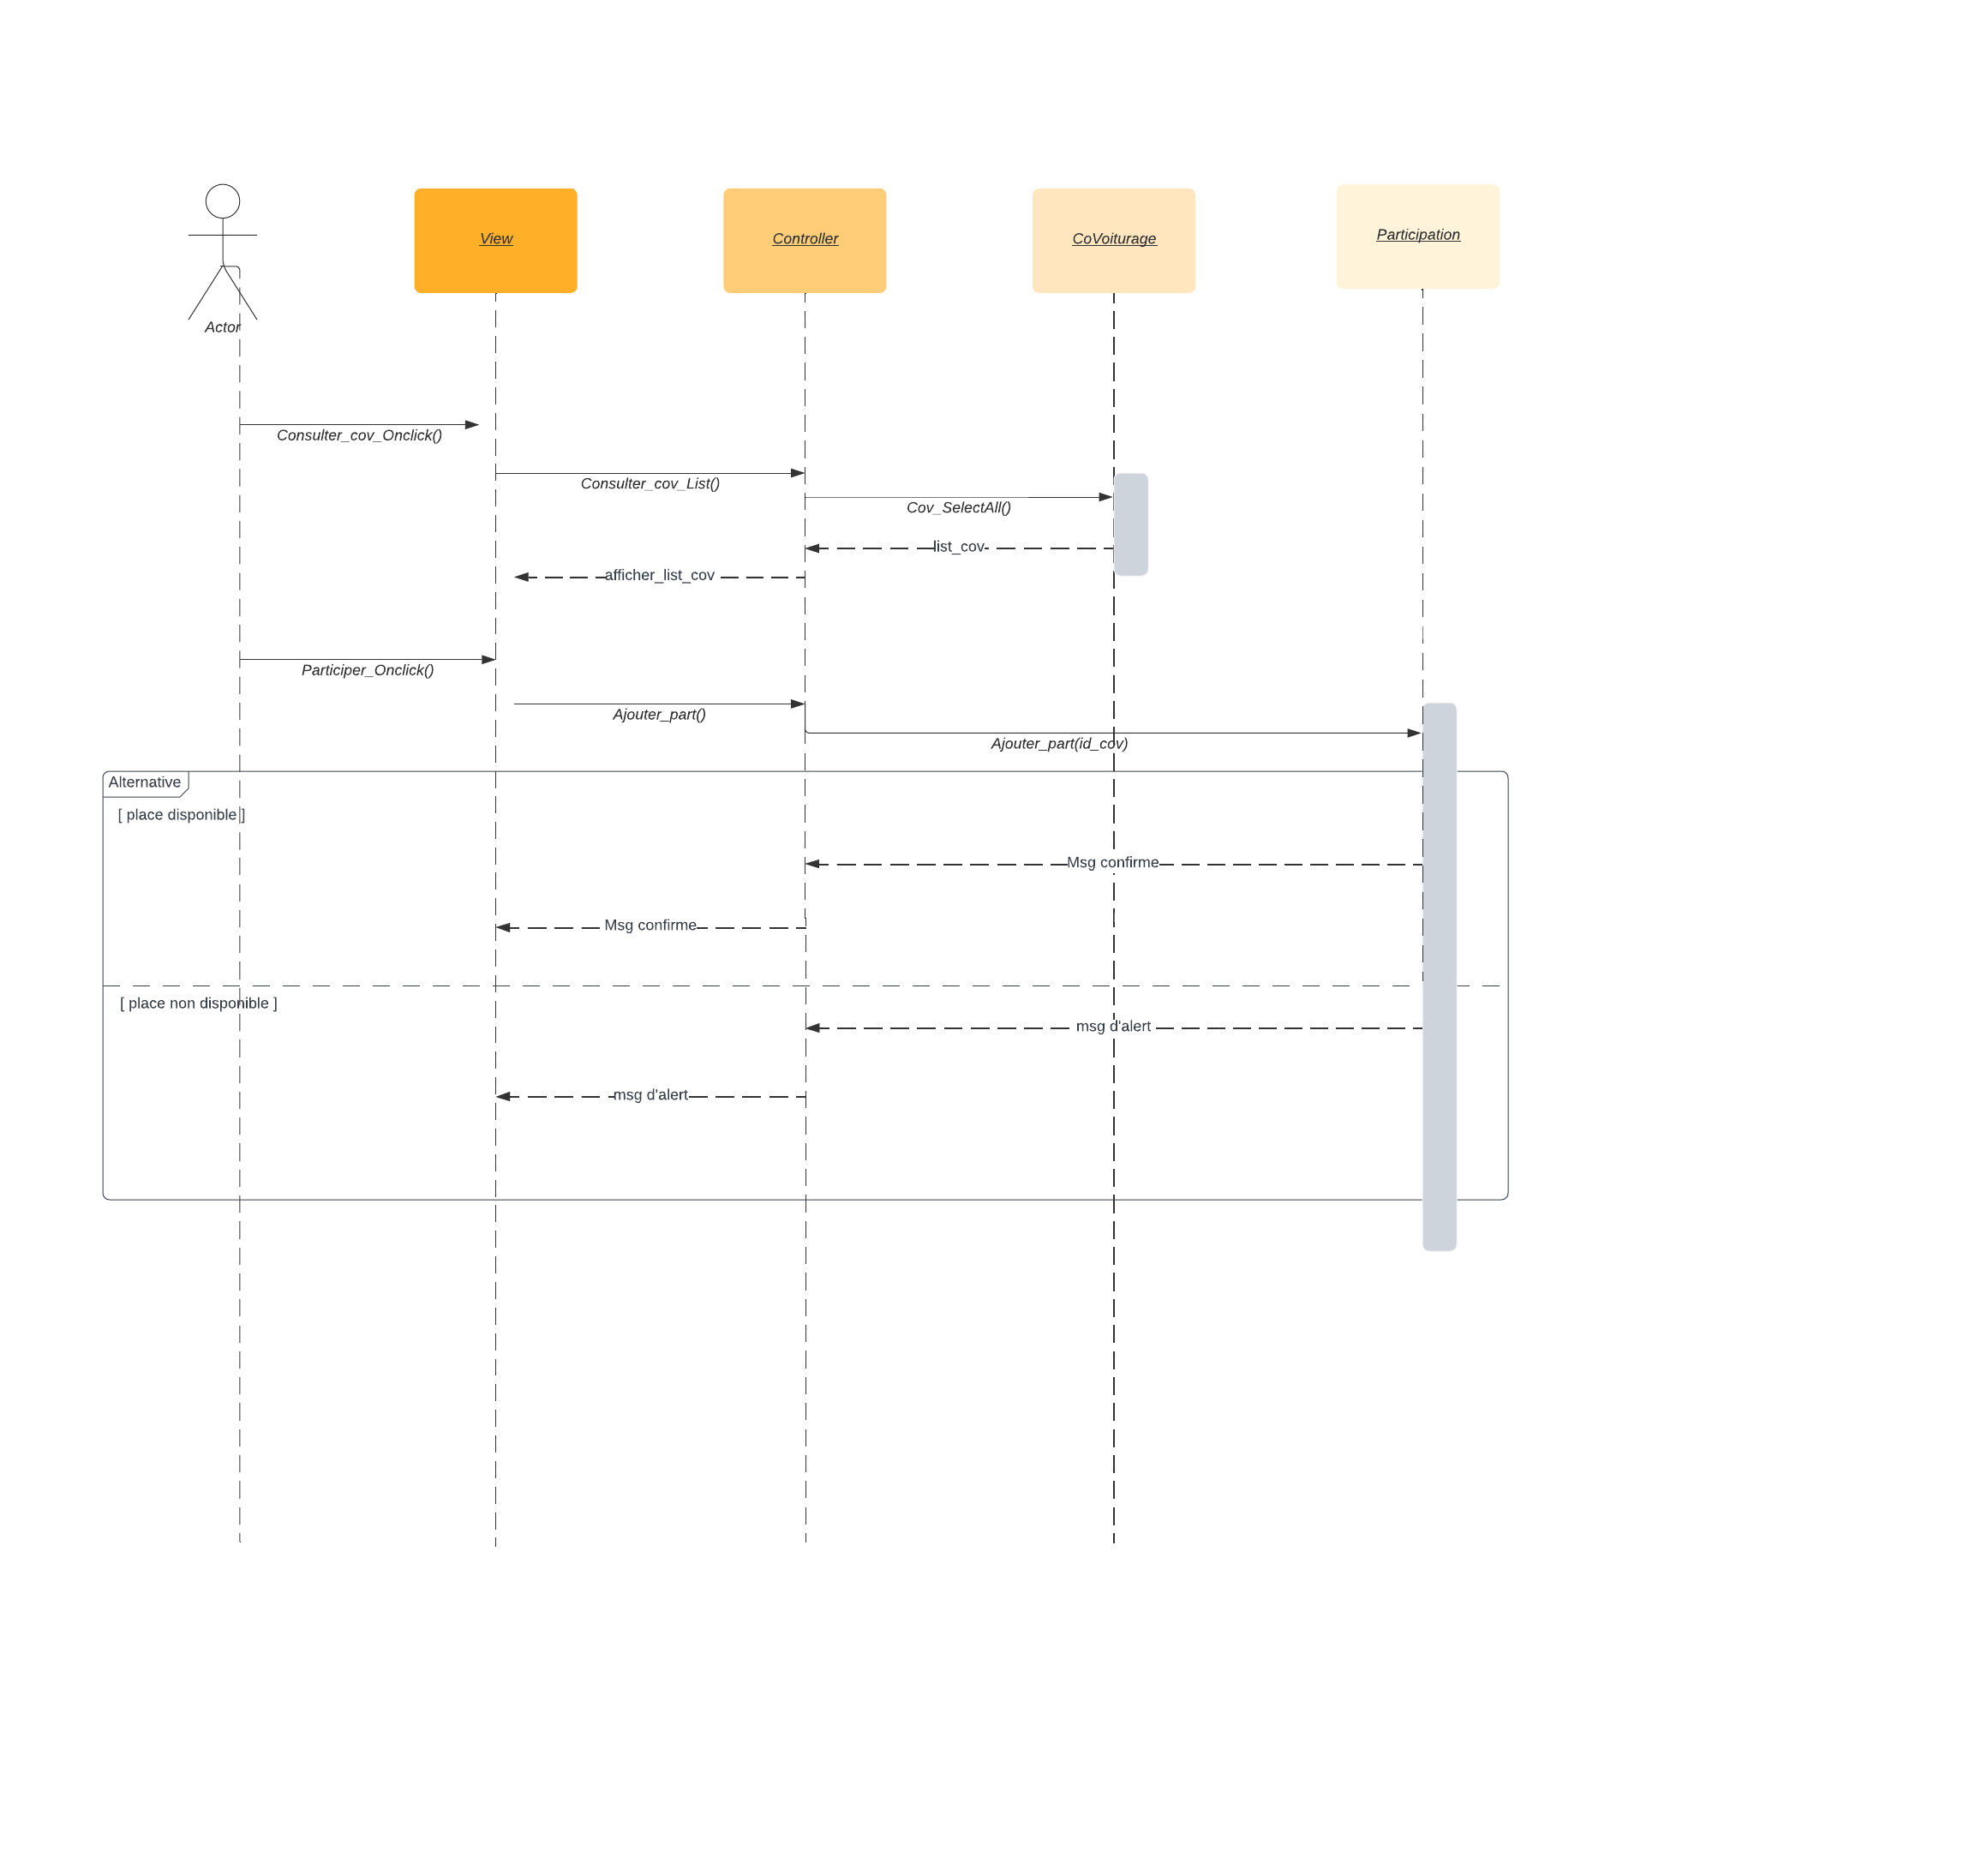 Actor
View
Controller
CoVoiturage
Participation
Consulter_cov_Onclick()
Consulter_cov_List()
Cov_SelectAll()
list_cov
afficher_list_cov
Participer_Onclick()
Ajouter_part()
Ajouter_part(id_cov)
Alternative
[ place disponible ]
Msg confirme
Msg confirme
[ place non disponible ]
msg d'alert
msg d'alert